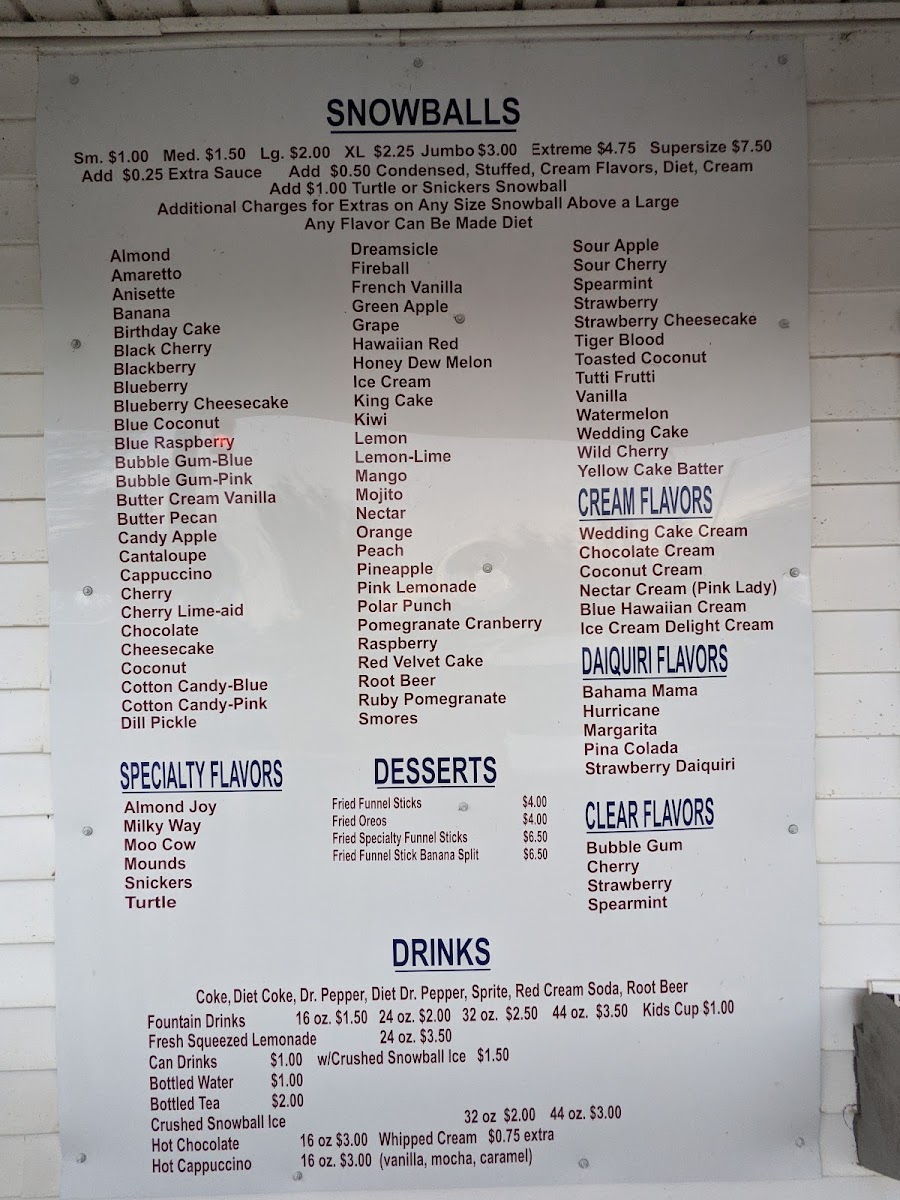 SNOWBALLS
Sm. $1.00 Med. $1.50 Lg. $2.00 XL $2.25 Jumbo $3.00 Extreme $4.75 Supersize $7.50
Add $0.25 Extra Sauce Add $0.50 Condensed, Stuffed, Cream Flavors, Diet, Cream
Add $1.00 Turtle or Snickers Snowball
Additional Charges for Extras on Any Size Snowball Above a Large
Any Flavor Can Be Made Diet
Almond
Amaretto
Anisette
Banana
Birthday Cake
Black Cherry
Blackberry
Blueberry
Blueberry Cheesecake
Blue Coconut
Blue Raspberry
Bubble Gum-Blue
Bubble Gum-Pink
Butter Cream Vanilla
Butter Pecan
Candy Apple
Cantaloupe
Cappuccino
Cherry
Cherry Lime-aid
Chocolate
Cheesecake
Coconut
Cotton Candy-Blue
Cotton Candy-Pink
Dill Pickle
Dreamsicle
Fireball
French Vanilla
Green Apple
Grape
Hawaiian Red
Honey Dew Melon
Ice Cream
King Cake
Kiwi
Lemon
Lemon-Lime
Mango
Mojito
Nectar
Orange
Peach
Pineapple
Pink Lemonade
Polar Punch
Pomegranate Cranberry
Raspberry
Red Velvet Cake
Root Beer
Ruby Pomegranate
Smores
Sour Apple
Sour Cherry
Spearmint
Strawberry
Strawberry Cheesecake
Tiger Blood
Toasted Coconut
Tutti Frutti
Vanilla
Watermelon
Wedding Cake
Wild Cherry
Yellow Cake Batter
CREAM FLAVORS
Wedding Cake Cream
Chocolate Cream
Coconut Cream
Nectar Cream (Pink Lady)
Blue Hawaiian Cream
Ice Cream Delight Cream
DAIQUIRI FLAVORS
Bahama Mama
Hurricane
Margarita
Pina Colada
Strawberry Daiquiri
CLEAR FLAVORS
Bubble Gum
Cherry
Strawberry
Spearmint
SPECIALTY FLAVORS
Almond Joy
Milky Way
Moo Cow
Mounds
Snickers
Turtle
DESSERTS
Fried Funnel Sticks $4.00
Fried Oreos $4.00
Fried Specialty Funnel Sticks $6.50
Fried Funnel Stick Banana Split $6.50
DRINKS
Coke, Diet Coke, Dr. Pepper, Diet Dr. Pepper, Sprite, Red Cream Soda, Root Beer
Fountain Drinks 16 oz. $1.50 24 oz. $2.00 32 oz. $2.50 44 oz. $3.50 Kids Cup $1.00
Fresh Squeezed Lemonade 24 oz. $3.50
Can Drinks $1.00 w/Crushed Snowball Ice $1.50
Bottled Water $1.00
Bottled Tea $2.00
Crushed Snowball Ice 32 oz $2.00 44 oz. $3.00
Hot Chocolate 16 oz $3.00 Whipped Cream $0.75 extra
Hot Cappuccino 16 oz. $3.00 (vanilla, mocha, caramel)